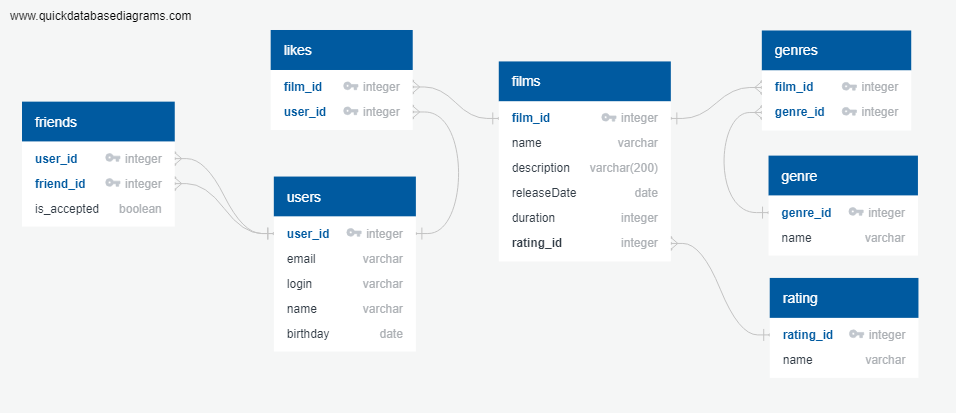 www.quickdatabasediagrams.com
friends
user_id integer
friend_id integer
is_accepted boolean
likes
film_id integer
user_id integer
users
user_id integer
email varchar
login varchar
name varchar
birthday date
films
film_id integer
name varchar
description varchar(200)
releaseDate date
duration integer
rating_id integer
genres
film_id integer
genre_id integer
genre
genre_id integer
name varchar
rating
rating_id integer
name varchar